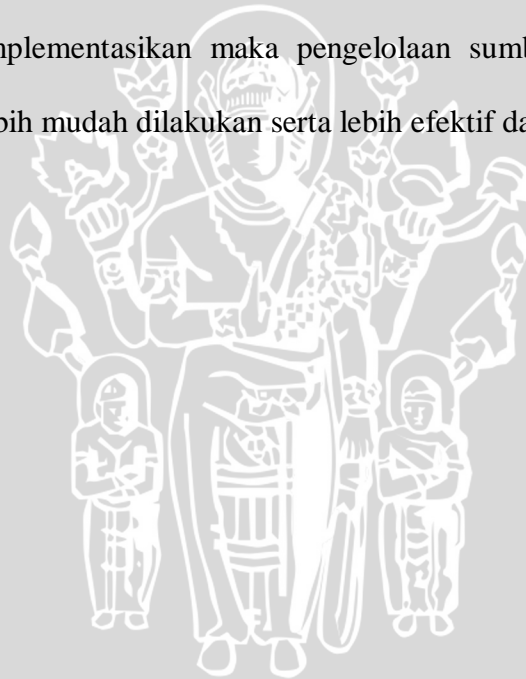 mplementasikan maka pengelolaan sumb
bih mudah dilakukan serta lebih efektif da